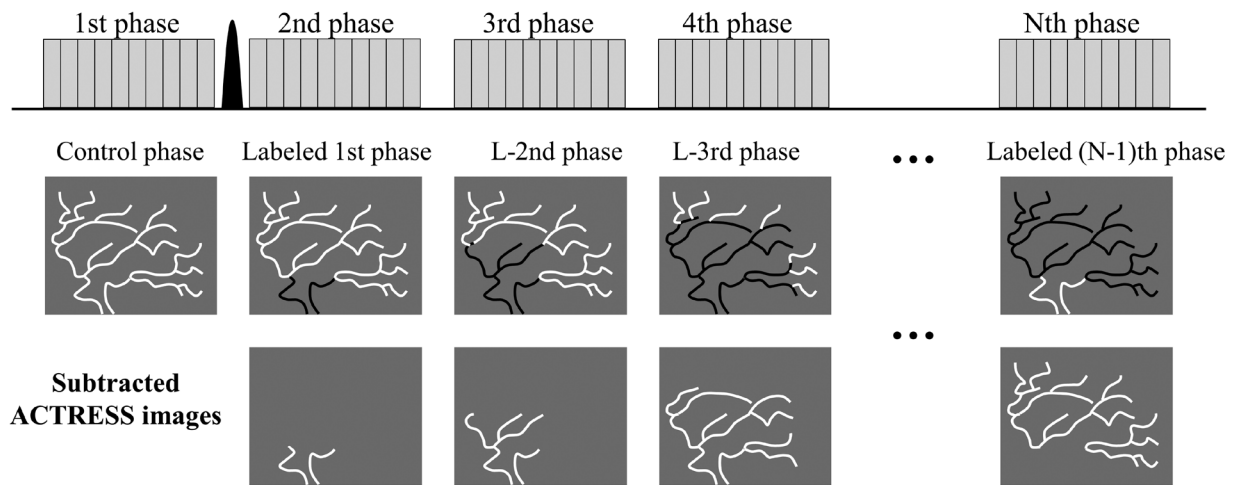 1st phase
2nd phase
3rd phase
4th phase
Nth phase
Control phase
Labeled 1st phase
L-2nd phase
L-3rd phase
...
Labeled (N-1)th phase
...
Subtracted
ACTRESS images